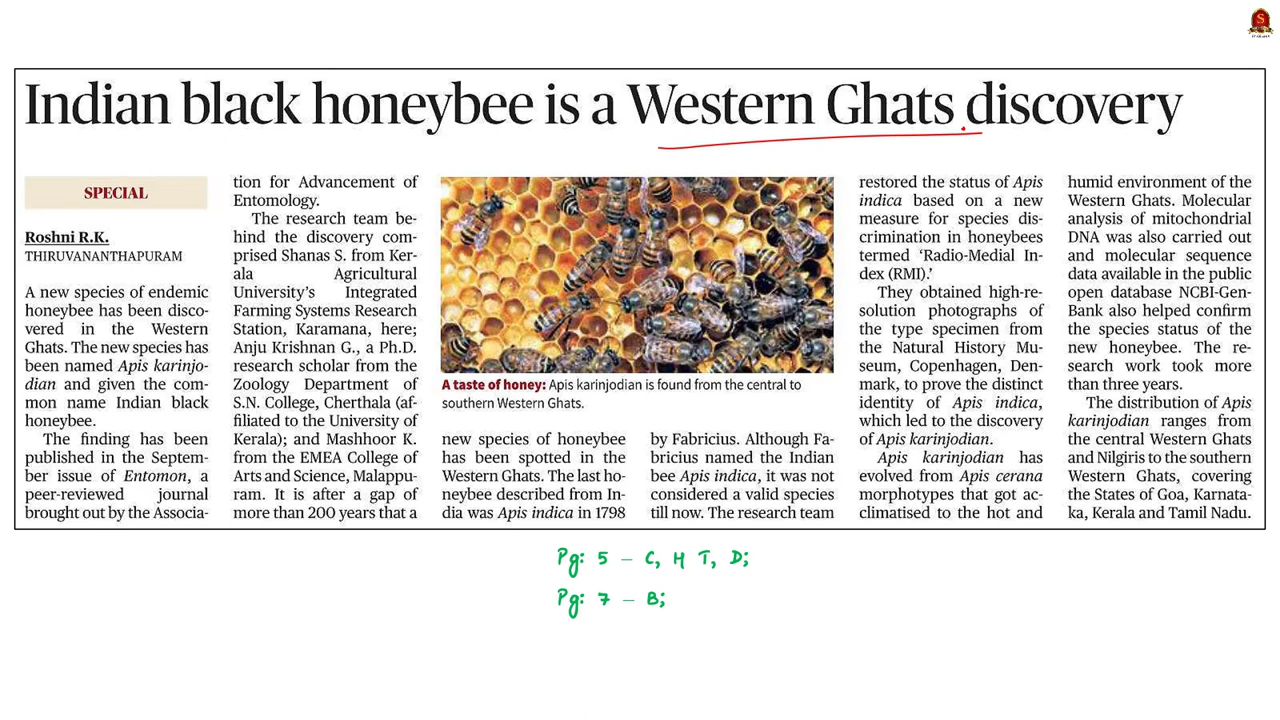 Indian black honeybee is a Western Ghats discovery
SPECIAL
Roshni R.K.
THIRUVANANTHAPURAM
A new species of endemic
honeybee has been disco-
vered in the Western
Ghats. The new species has
been named Apis karinjo-
dian and given the com-
mon name Indian black
honeybee.
The finding has been
published in the Septem-
ber issue of Entomon, a
peer-reviewed journal
brought out by the Associa-
tion for Advancement of
Entomology.
The research team be-
hind the discovery com-
prised Shanas S. from Ker-
ala Agricultural
University's Integrated
Farming Systems Research
Station, Karamana, here;
Anju Krishnan G., a Ph.D.
research scholar from the
Zoology Department of
S.N. College, Cherthala (af-
filiated to the University of
Kerala); and Mashhoor K.
from the EMEA College of
Arts and Science, Malappu-
ram. It is after a gap of
more than 200 years that a
A taste of honey: Apis karinjodian is found from the central to
southern Western Ghats.
new species of honeybee
has been spotted in the
Western Ghats. The last ho-
neybee described from In-
dia was Apis indica in 1798
by Fabricius. Although Fa-
bricius named the Indian
bee Apis indica, it was not
considered a valid species
till now. The research team
restored the status of Apis
indica based on a new
measure for species dis-
crimination in honeybees
termed 'Radio-Medial In-
dex (RMI).'
They obtained high-re-
solution photographs of
the type specimen from
the Natural History Mu-
seum, Copenhagen, Den-
mark, to prove the distinct
identity of Apis indica,
which led to the discovery
of Apis karinjodian.
Apis karinjodian has
evolved from Apis cerana
morphotypes that got ac-
climatised to the hot and
humid environment of the
Western Ghats. Molecular
analysis of mitochondrial
DNA was also carried out
and molecular sequence
data available in the public
open database NCBI-Gen-
Bank also helped confirm
the species status of the
new honeybee. The re-
search work took more
than three years.
The distribution of Apis
karinjodian ranges from
the central Western Ghats
and Nilgiris to the southern
Western Ghats, covering
the States of Goa, Karnata-
ka, Kerala and Tamil Nadu.
Pg: 5 – C, H T, D;
Pg: 7 – B;